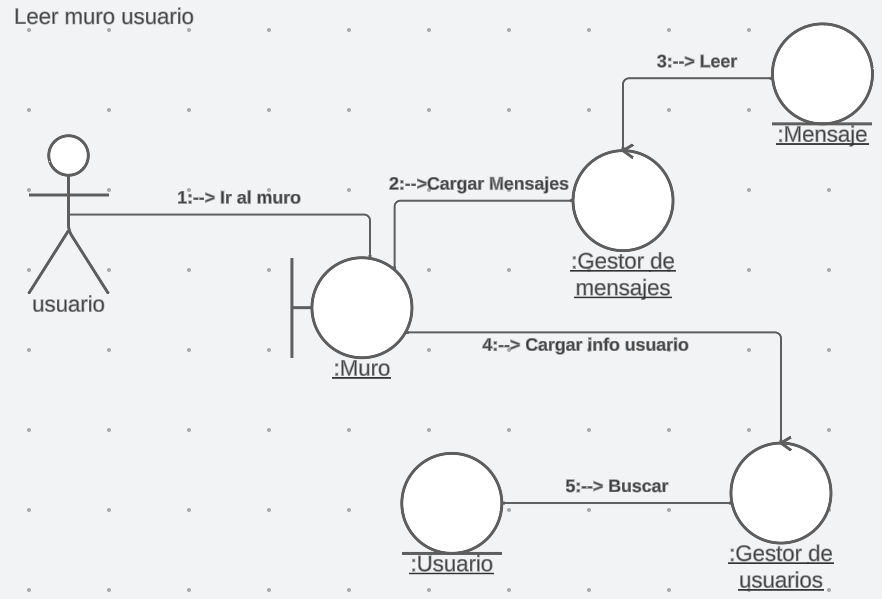 Leer muro usuario
3:--> Leer
:Mensaje
1:--> Ir al muro
2:-->Cargar Mensajes
:Gestor de
mensajes
usuario
4:--> Cargar info usuario
:Muro
5:--> Buscar
:Usuario
:Gestor de
usuarios